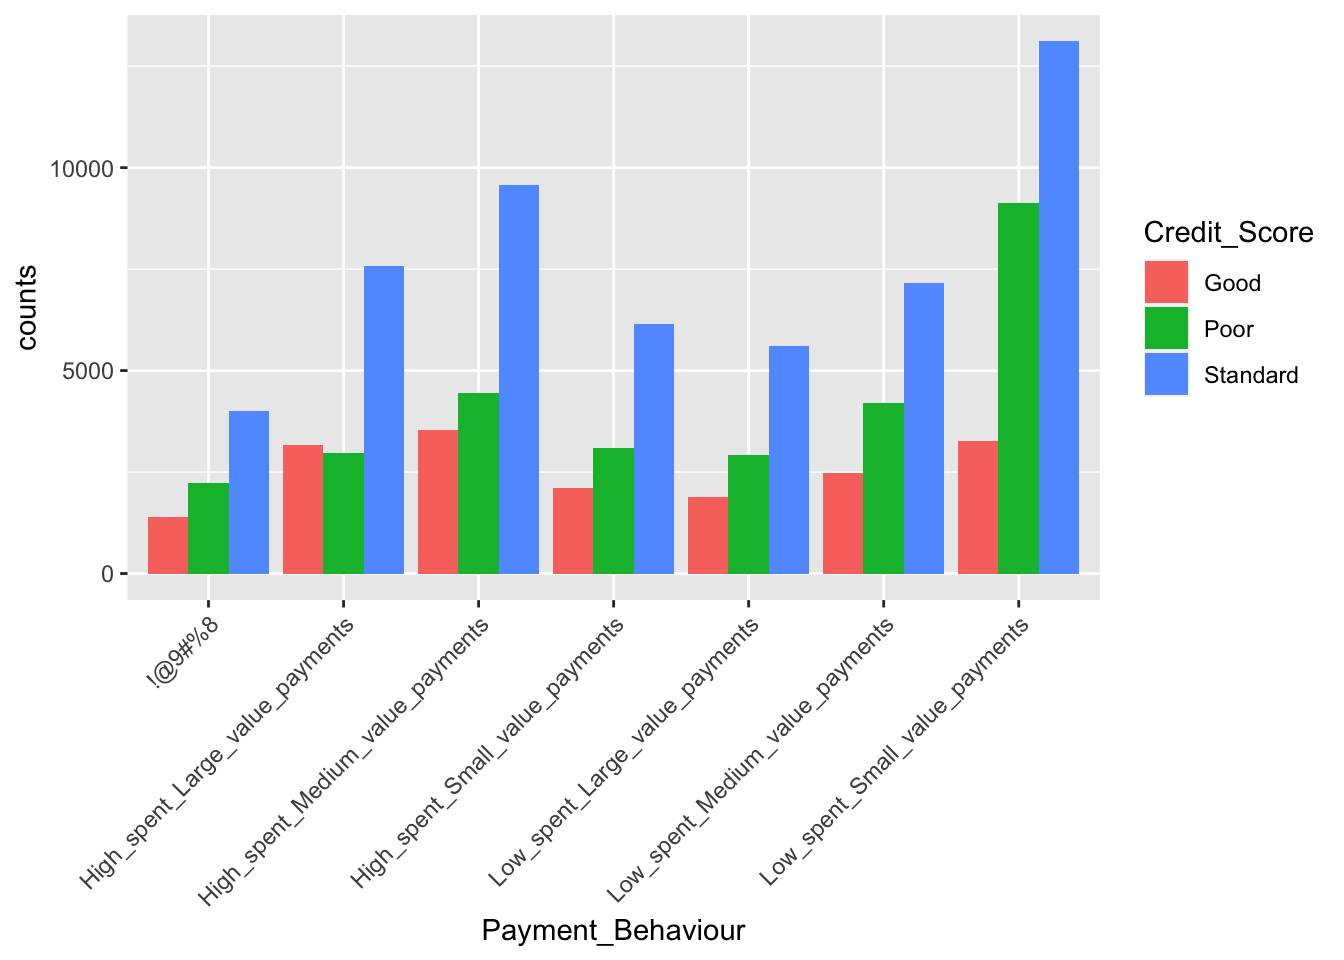 counts
10000
5000
0
!@9#%8
High_spent_Large_value_payments
High_spent_Medium_value_payments
High_spent_Small_value_payments
Low_spent_Large_value_payments
Low_spent_Medium_value_payments
Low_spent_Small_value_payments
Payment_Behaviour
Credit_Score
Good
Poor
Standard